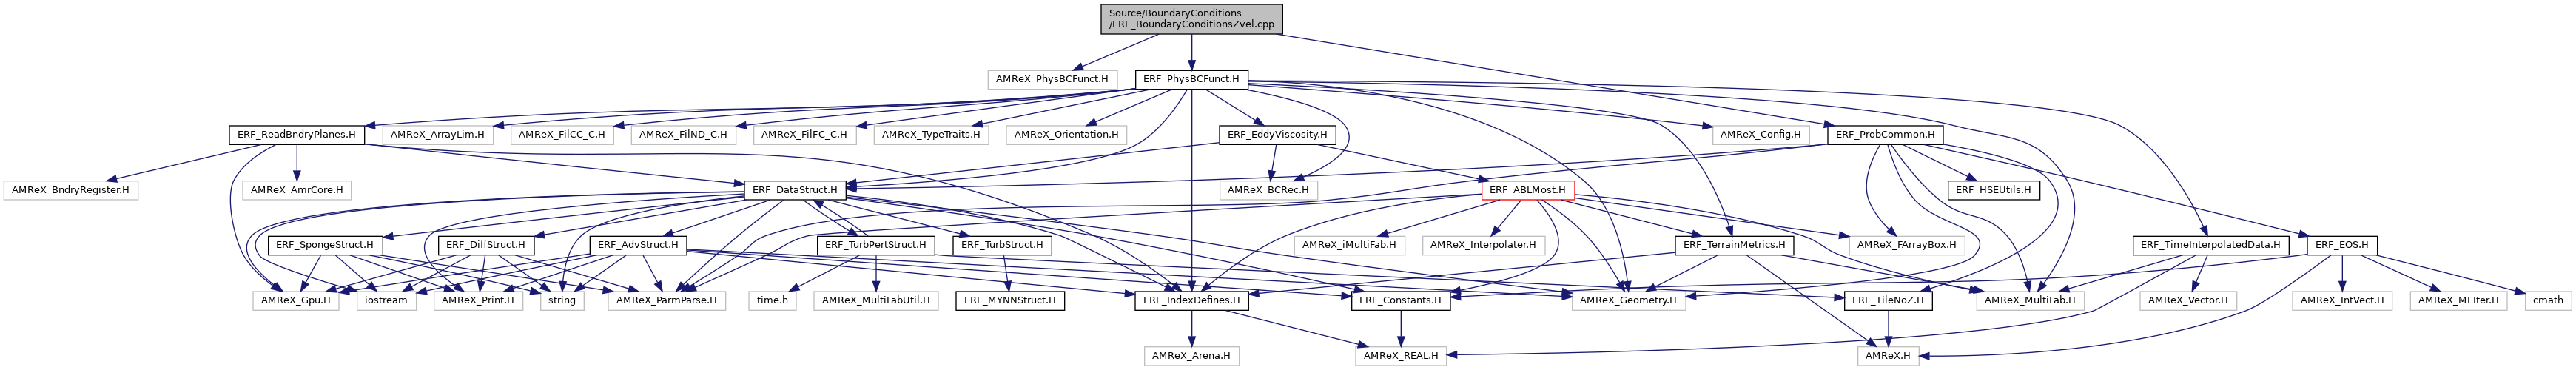 Source/BoundaryConditions
/ERF_BoundaryConditionsZvel.cpp
AMReX_PhysBCFunct.H
ERF_PhysBCFunct.H
ERF_ReadBndryPlanes.H
AMReX_ArrayLim.H
AMReX_FilCC_C.H
AMReX_FilND_C.H
AMReX_FilFC_C.H
AMReX_TypeTraits.H
AMReX_Orientation.H
ERF_EddyViscosity.H
AMReX_Config.H
ERF_ProbCommon.H
AMReX_BndryRegister.H
AMReX_AmrCore.H
ERF_DataStruct.H
AMReX_BCRec.H
ERF_ABLMost.H
ERF_HSEUtils.H
ERF_SpongeStruct.H
ERF_DiffStruct.H
ERF_AdvStruct.H
ERF_TurbPertStruct.H
ERF_TurbStruct.H
AMReX_iMultiFab.H
AMReX_Interpolater.H
ERF_TerrainMetrics.H
AMReX_FArrayBox.H
ERF_TimeInterpolatedData.H
ERF_EOS.H
AMReX_Gpu.H
iostream
AMReX_Print.H
string
AMReX_ParmParse.H
time.h
AMReX_MultiFabUtil.H
ERF_MYNNStruct.H
ERF_IndexDefines.H
ERF_Constants.H
AMReX_Geometry.H
ERF_TileNoZ.H
AMReX_MultiFab.H
AMReX_Vector.H
AMReX_IntVect.H
AMReX_MFIter.H
cmath
AMReX_Arena.H
AMReX_REAL.H
AMReX.H